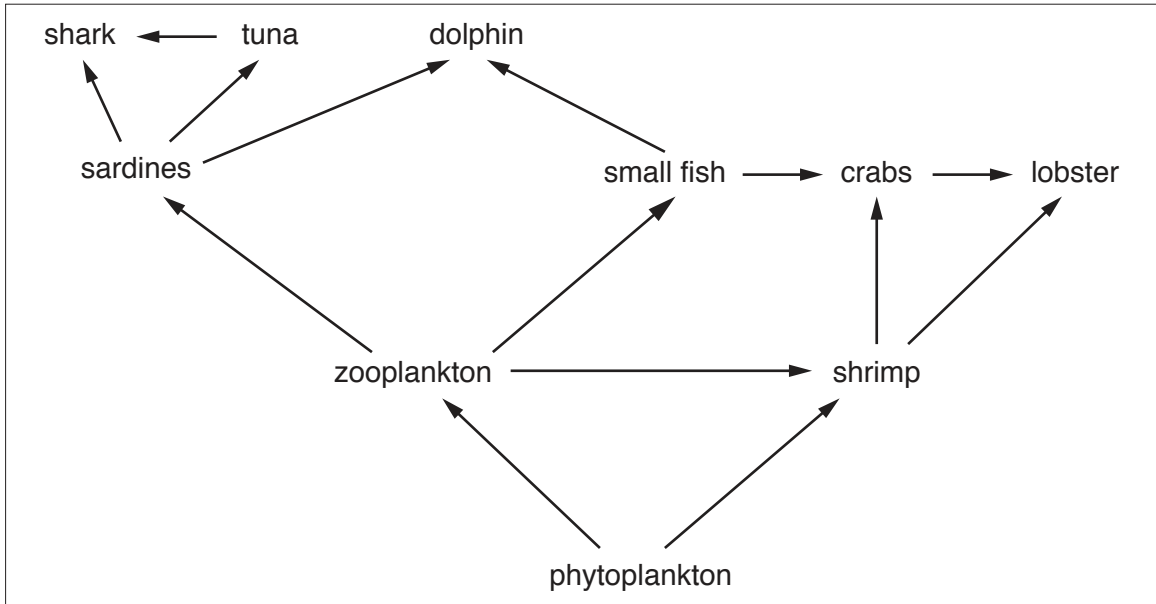 shark tuna dolphin
sardines small fish crabs lobster
zooplankton shrimp
phytoplankton